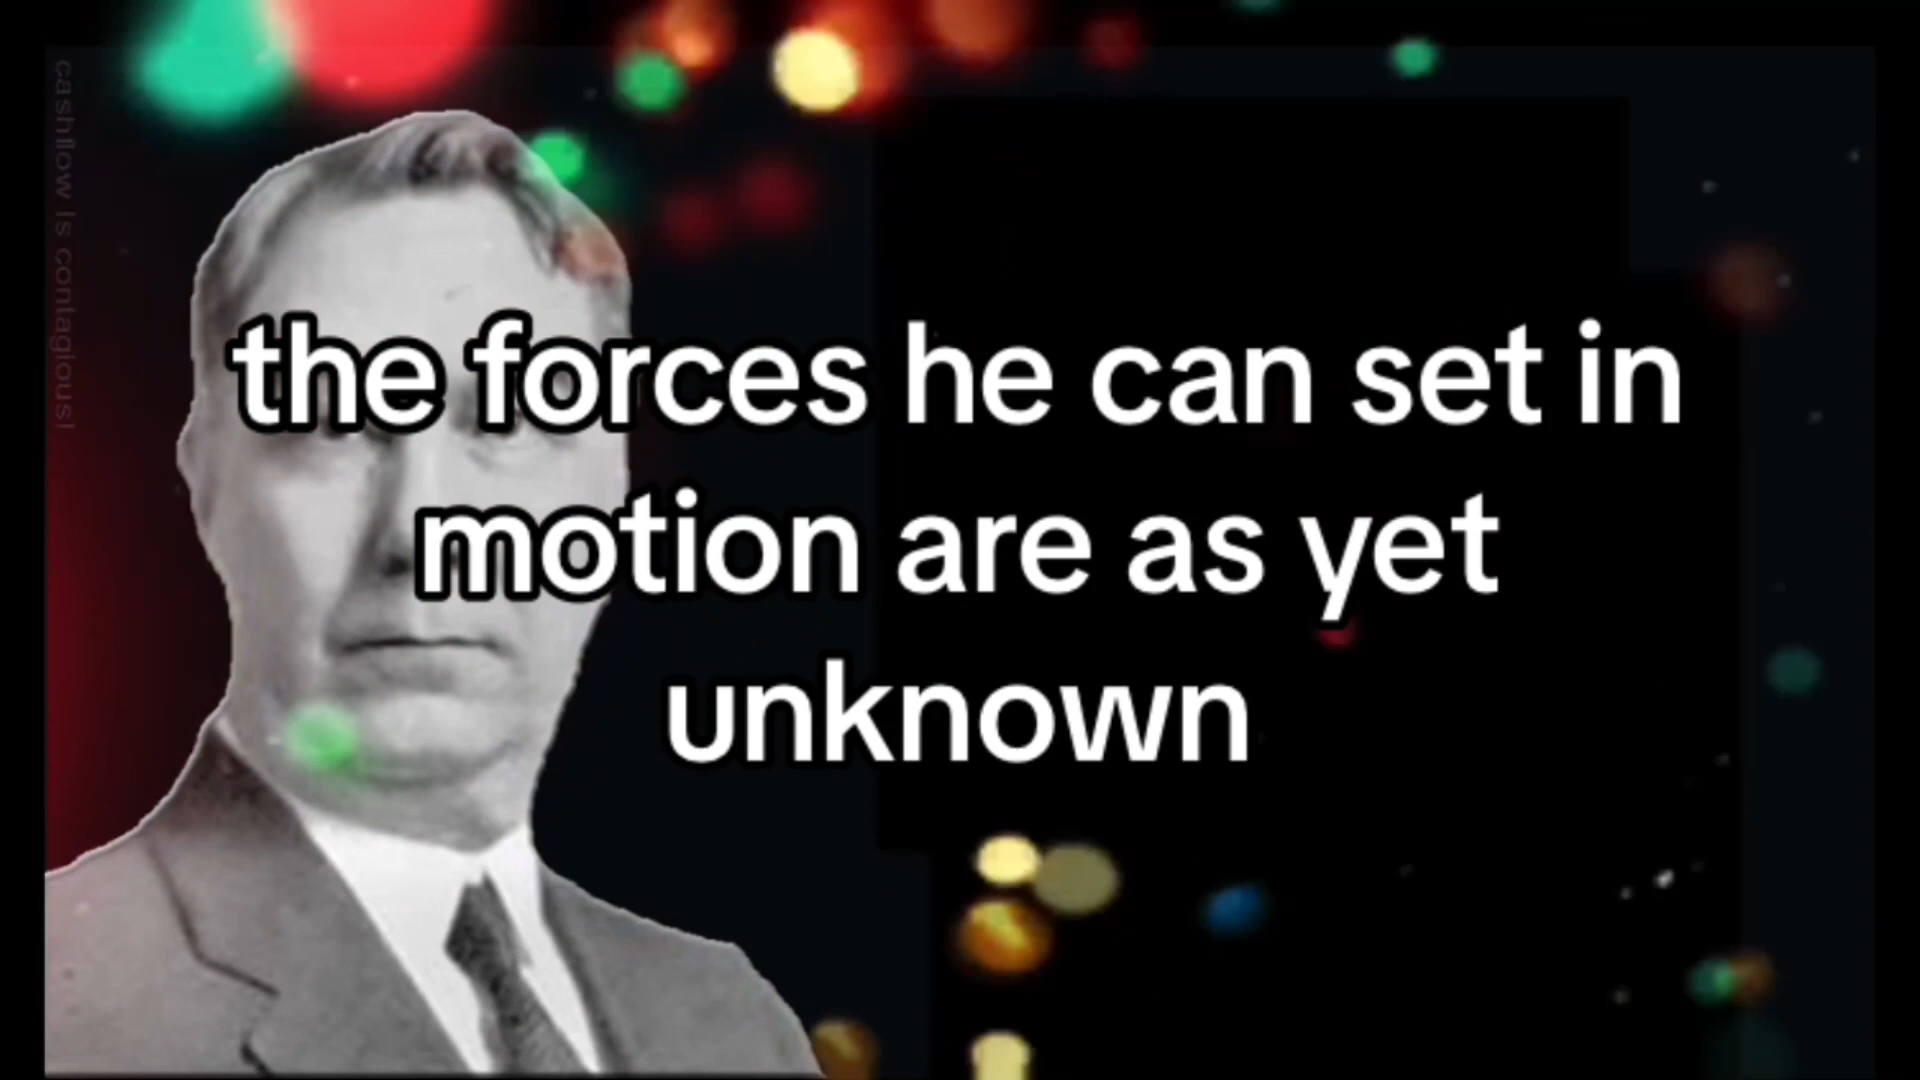 cashflow is contagious!
the forces he can set in
motion are as yet
unknown